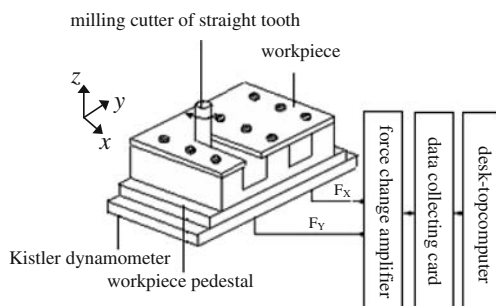 milling cutter of straight tooth
workpiece
z
y
x
F_X
F_Y
force change amplifier
data collecting card
desk-topcomputer
Kistler dynamometer
workpiece pedestal